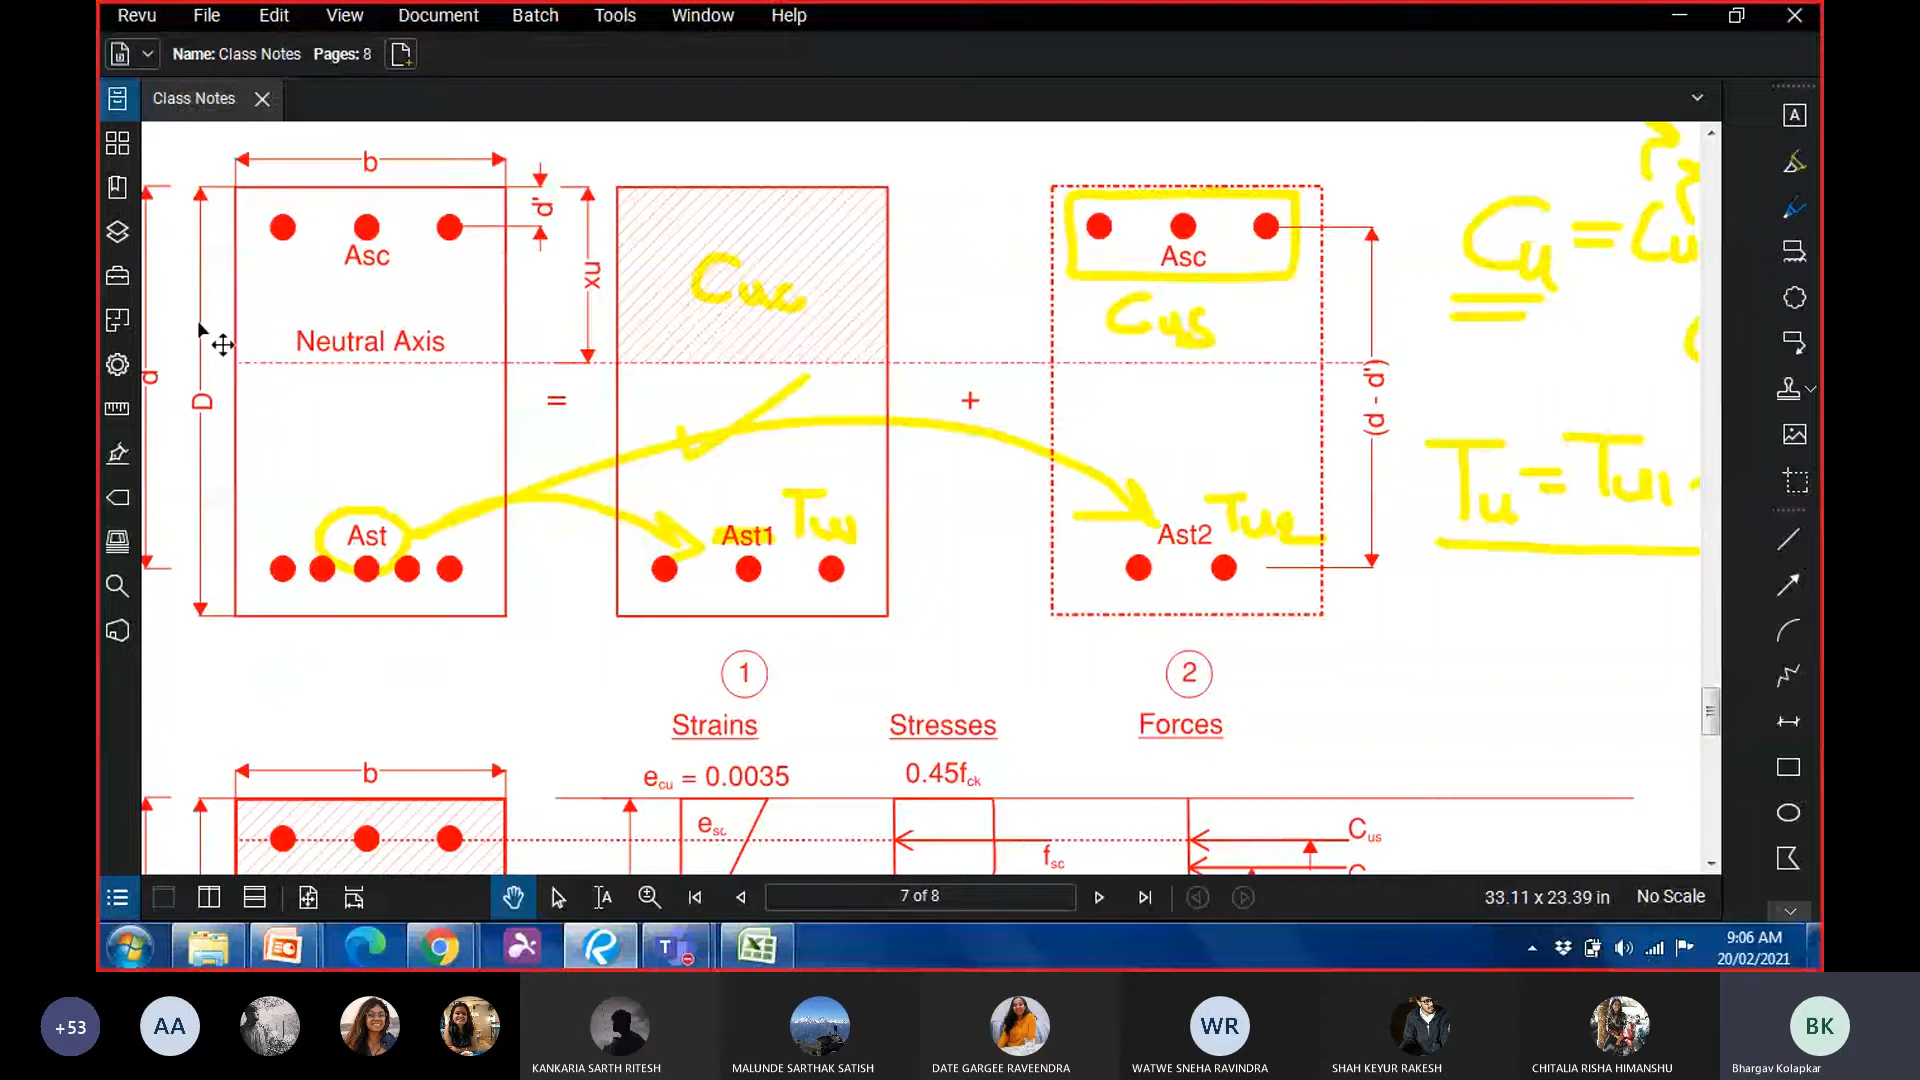 Revu File Edit View Document Batch Tools Window Help
Name: Class Notes Pages: 8
Class Notes
b
d'
xu
D
d
Asc
Neutral Axis
Ast
=
Cuc
Ast1 Tu1
+
Asc
Cus
(d - d')
Ast2 Tu2
Cu = Cu
Tu = Tu1
1
2
Strains Stresses Forces
b
ecu = 0.0035
0.45fck
esc
fsc
Cus
7 of 8
33.11 x 23.39 in No Scale
9:06 AM
20/02/2021
+53
AA
WR
BK
KANKARIA SARTH RITESH
MALUNDE SARTHAK SATISH
DATE GARGEE RAVEENDRA
WATWE SNEHA RAVINDRA
SHAH KEYUR RAKESH
CHITALIA RISHA HIMANSHU
Bhargav Kolapkar